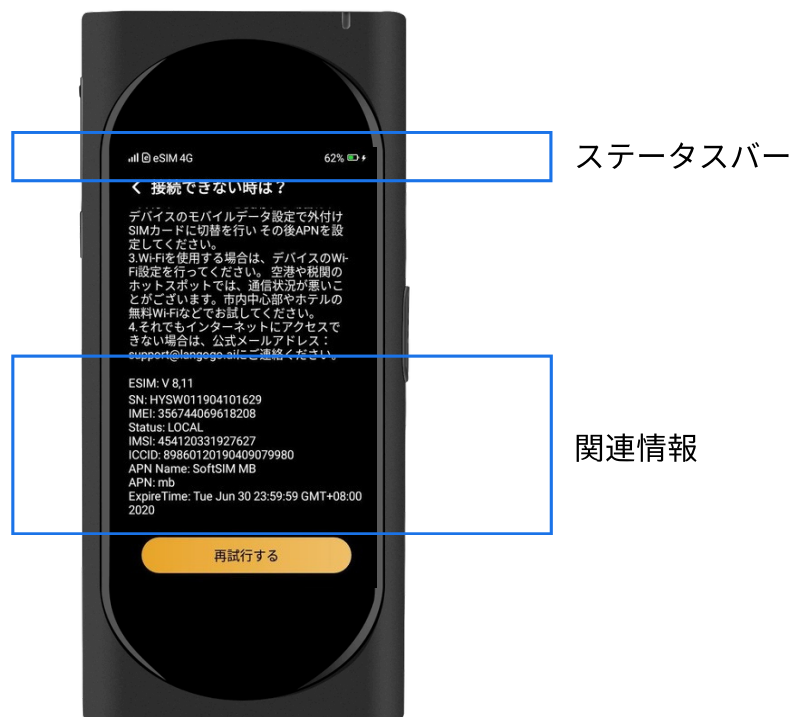 eSIM 4G 62%
ステータスバー
接続できない時は？
デバイスのモバイルデータ設定で外付け
SIMカードに切替を行い その後APNを設
定してください。
3.Wi-Fiを使用する場合は、デバイスのWi-
Fi設定を行ってください。 空港や税関の
ホットスポットでは、通信状況が悪いこ
とがございます。市内中心部やホテルの
無料Wi-Fiなどでお試してください。
4.それでもインターネットにアクセスで
きない場合は、公式メールアドレス：
support@langogo.aiにご連絡ください。
ESIM: V 8,11
SN: HYSW011904101629
IMEI: 356744069618208
Status: LOCAL
IMSI: 454120331927627
ICCID: 89860120190409079980
APN Name: SoftSIM MB
APN: mb
ExpireTime: Tue Jun 30 23:59:59 GMT+08:00
2020
関連情報
再試行する